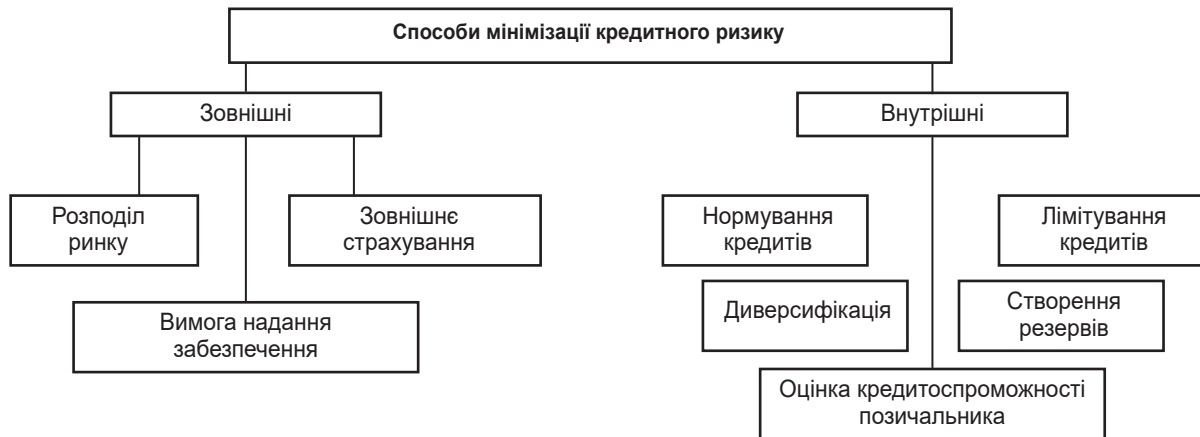 Способи мінімізації кредитного ризику
Зовнішні
Внутрішні
Розподіл
ринку
Зовнішнє
страхування
Вимога надання
забезпечення
Нормування
кредитів
Лімітування
кредитів
Диверсифікація
Створення
резервів
Оцінка кредитоспроможності
позичальника